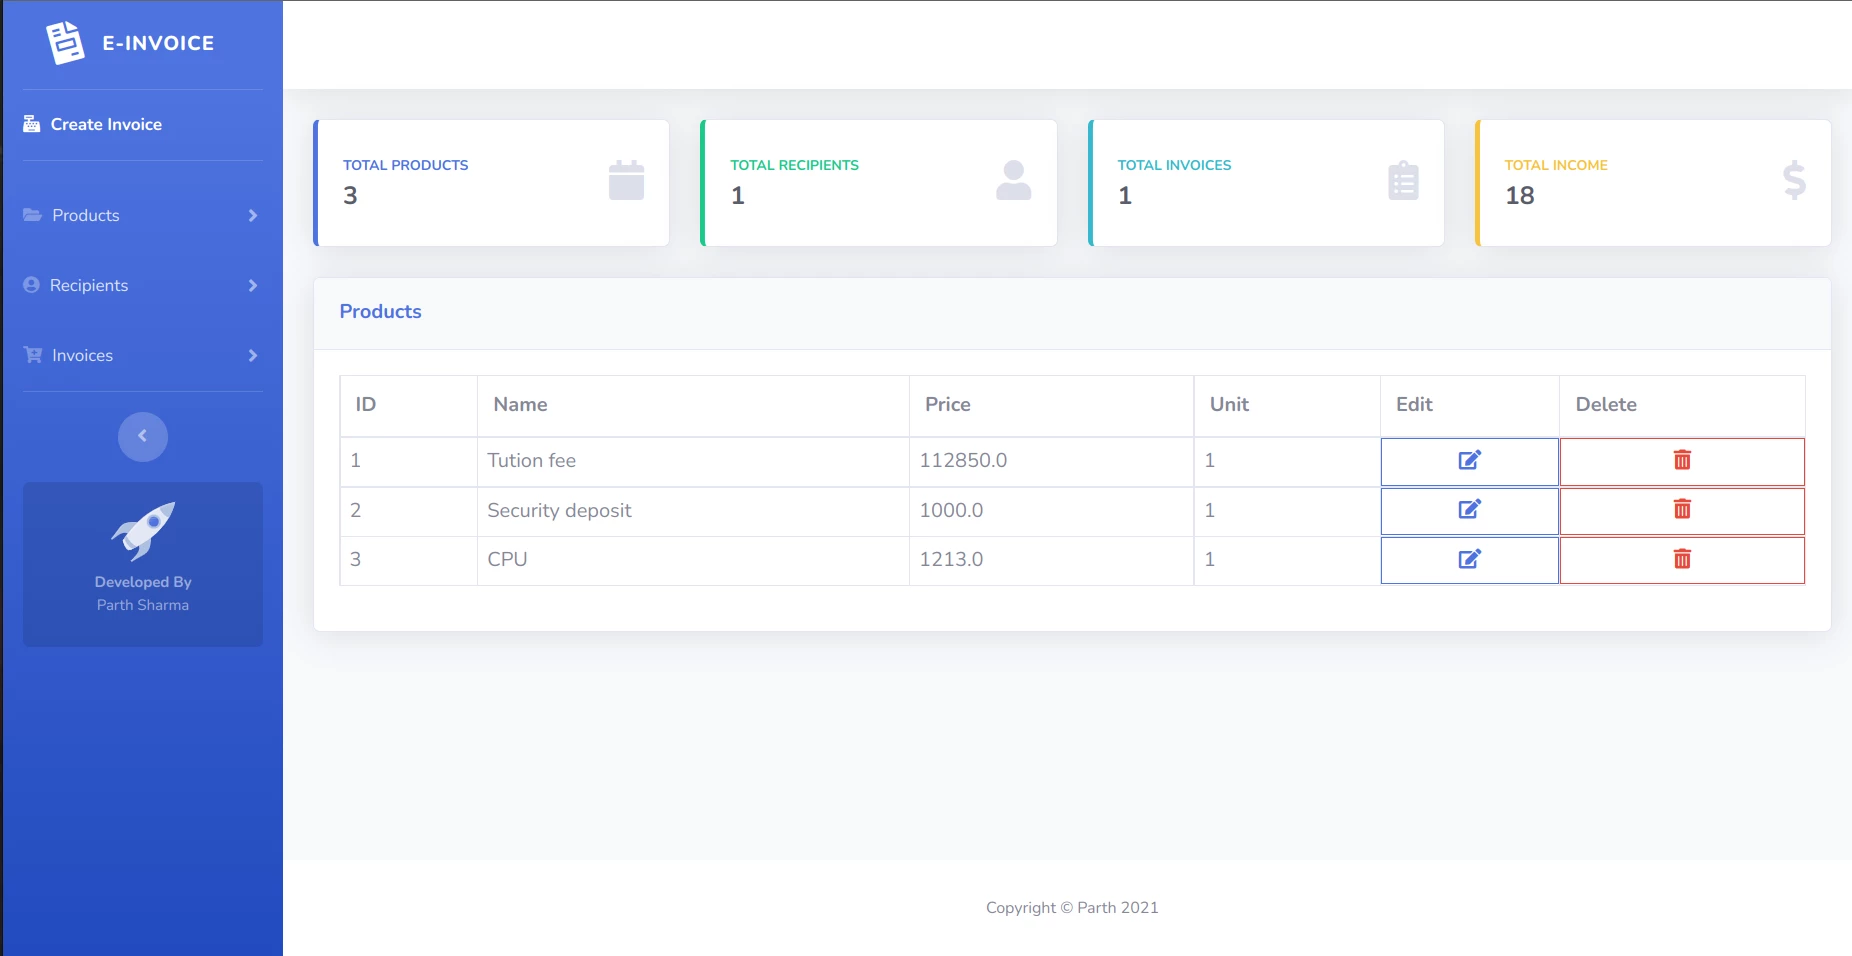 E-INVOICE
Create Invoice
Products
Recipients
Invoices
Developed By
Parth Sharma
TOTAL PRODUCTS
3
TOTAL RECIPIENTS
1
TOTAL INVOICES
1
TOTAL INCOME
18
Products
ID Name Price Unit Edit Delete
1 Tution fee 112850.0 1
2 Security deposit 1000.0 1
3 CPU 1213.0 1
Copyright © Parth 2021